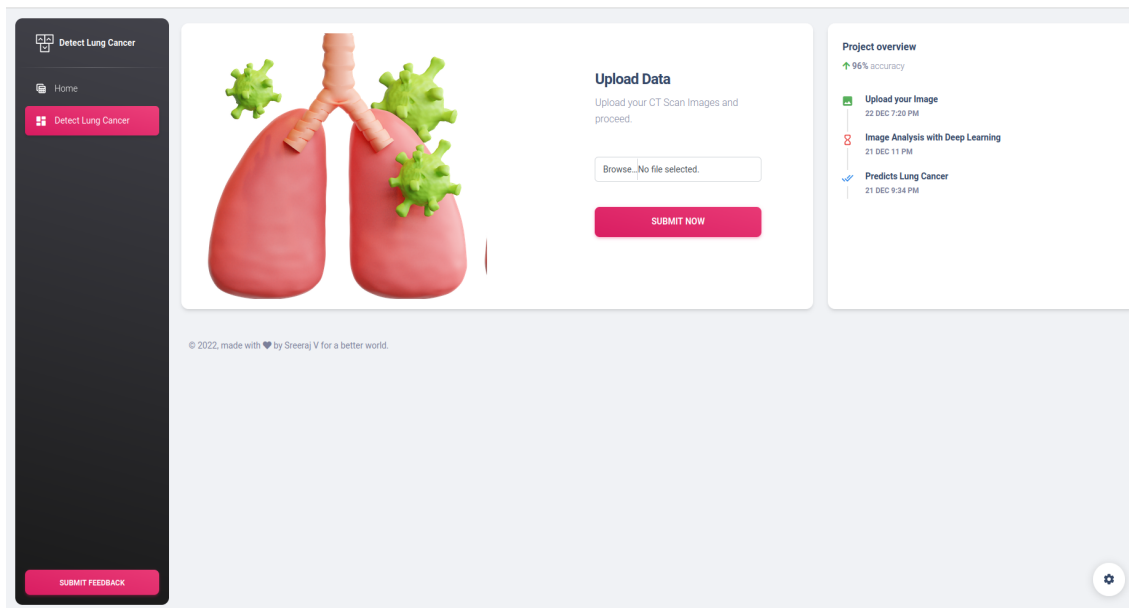 Detect Lung Cancer
Home
Detect Lung Cancer
SUBMIT FEEDBACK
Upload Data
Upload your CT Scan Images and
proceed.
Browse... No file selected.
SUBMIT NOW
Project overview
96% accuracy
Upload your Image
22 DEC 7:20 PM
Image Analysis with Deep Learning
21 DEC 11 PM
Predicts Lung Cancer
21 DEC 9:34 PM
© 2022, made with ♥ by Sreeraj V for a better world.